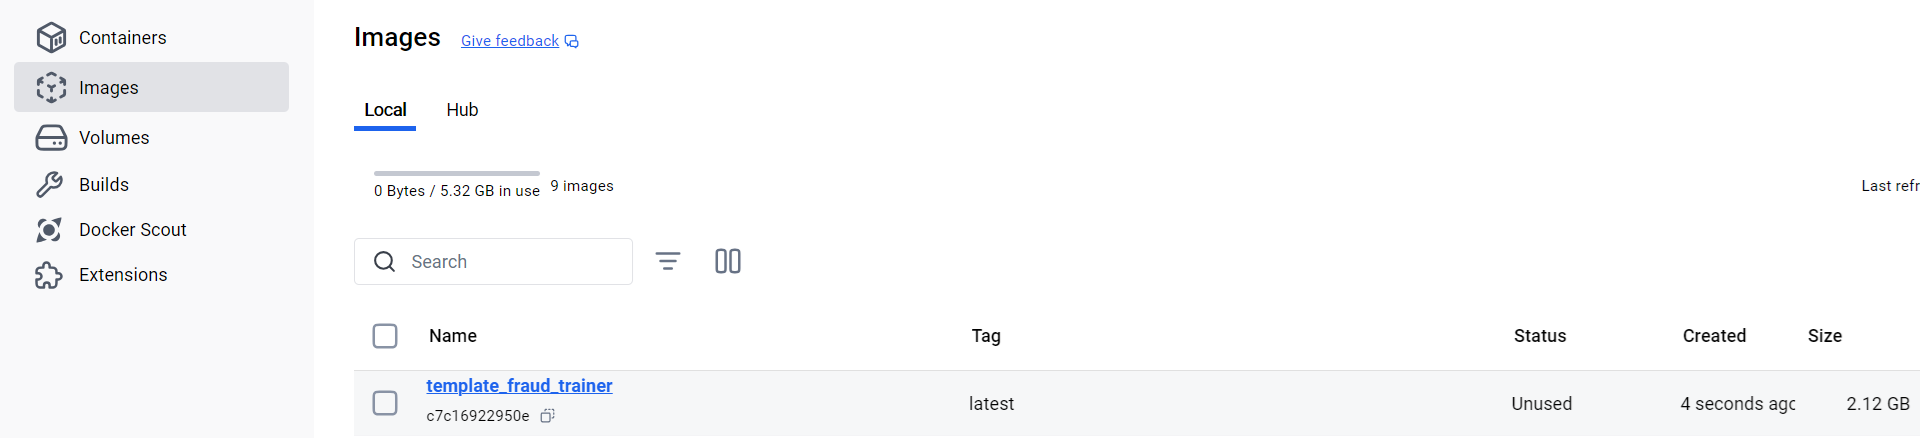 Containers
Images
Volumes
Builds
Docker Scout
Extensions
Images Give feedback
Local Hub
0 Bytes / 5.32 GB in use 9 images
Last refr
Search
Name Tag Status Created Size
template_fraud_trainer
c7c16922950e
latest Unused 4 seconds agc 2.12 GB